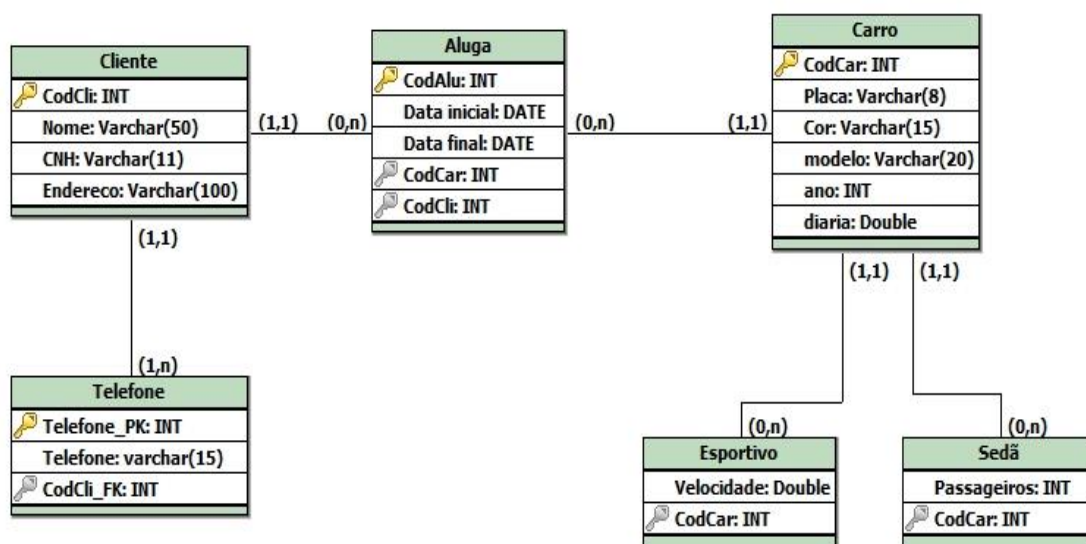 Cliente
CodCli: INT
Nome: Varchar(50)
CNH: Varchar(11)
Endereco: Varchar(100)
(1,1)
(0,n)
Aluga
CodAlu: INT
Data inicial: DATE
Data final: DATE
CodCar: INT
CodCli: INT
(0,n)
(1,1)
Carro
CodCar: INT
Placa: Varchar(8)
Cor: Varchar(15)
modelo: Varchar(20)
ano: INT
diaria: Double
(1,1)
(1,n)
Telefone
Telefone_PK: INT
Telefone: varchar(15)
CodCli_FK: INT
(1,1)
(1,1)
(0,n)
Esportivo
Velocidade: Double
CodCar: INT
(0,n)
Sedã
Passageiros: INT
CodCar: INT